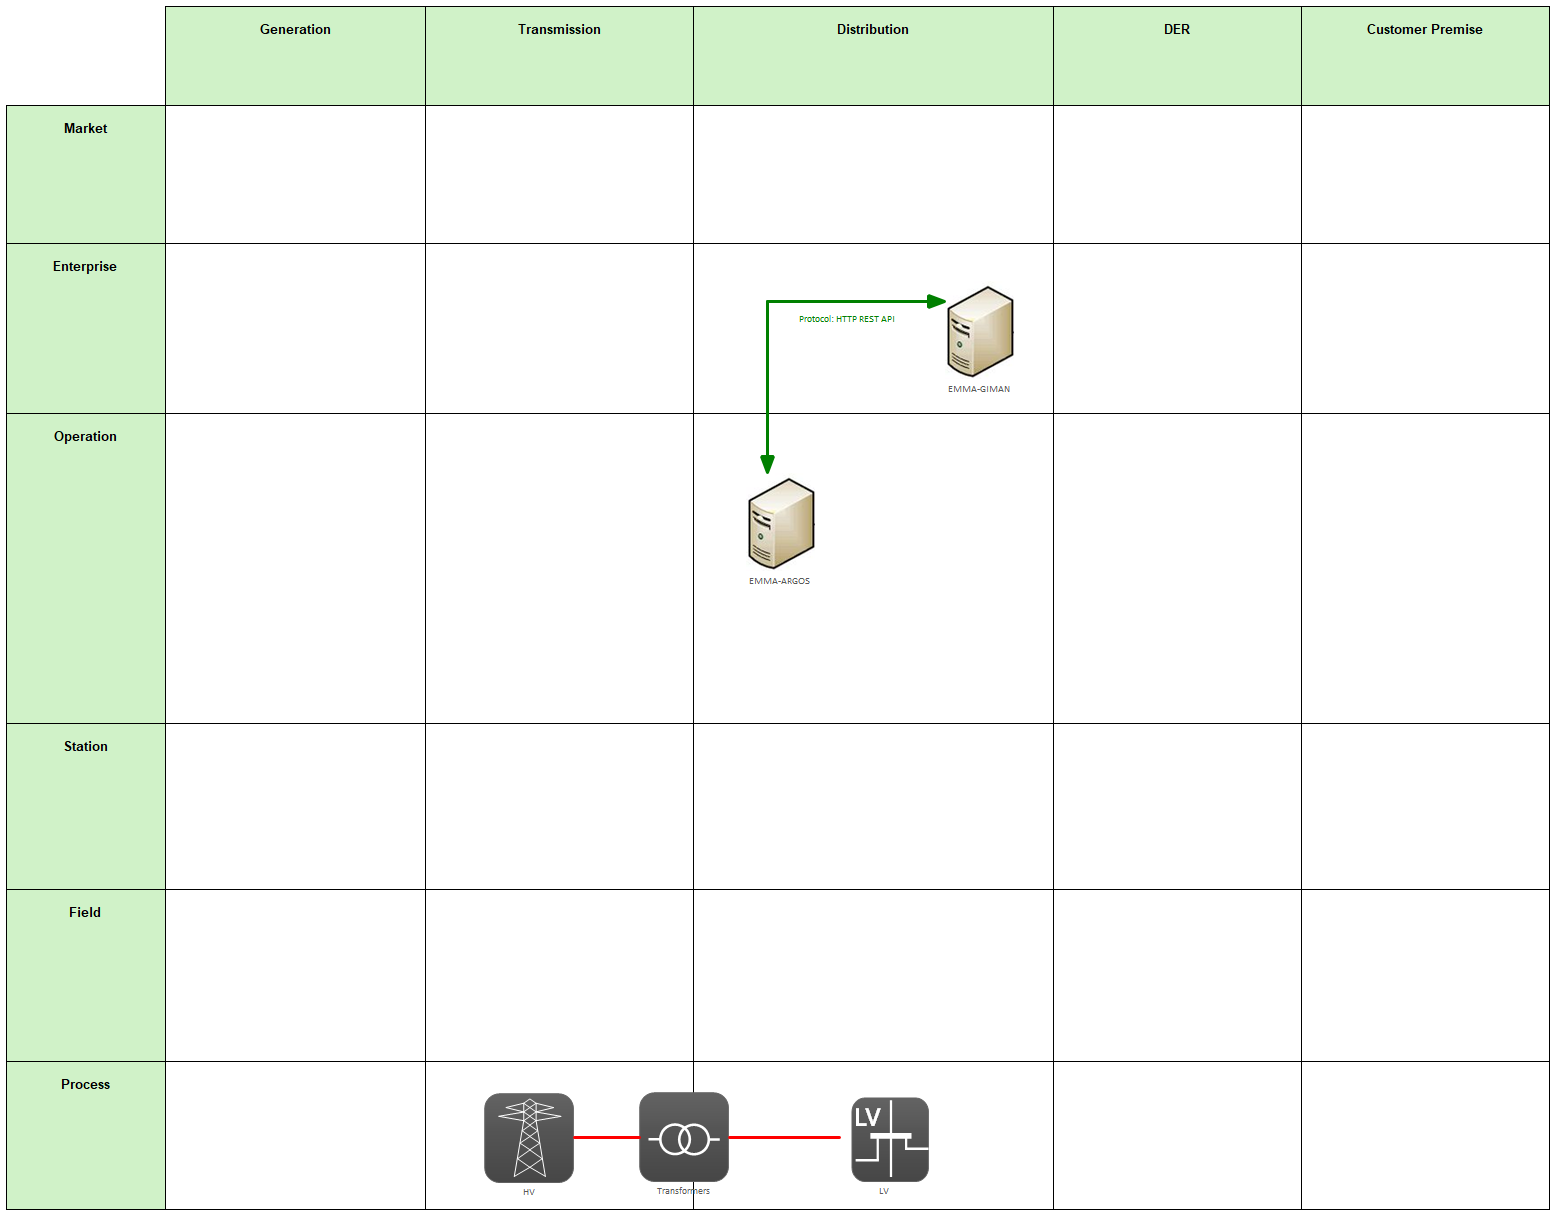 Generation
Transmission
Distribution
DER
Customer Premise
Market
Enterprise
Protocol: HTTP REST API
EMMA-GIMAN
Operation
EMMA-ARGOS
Station
Field
Process
LV
HV
Transformers
LV